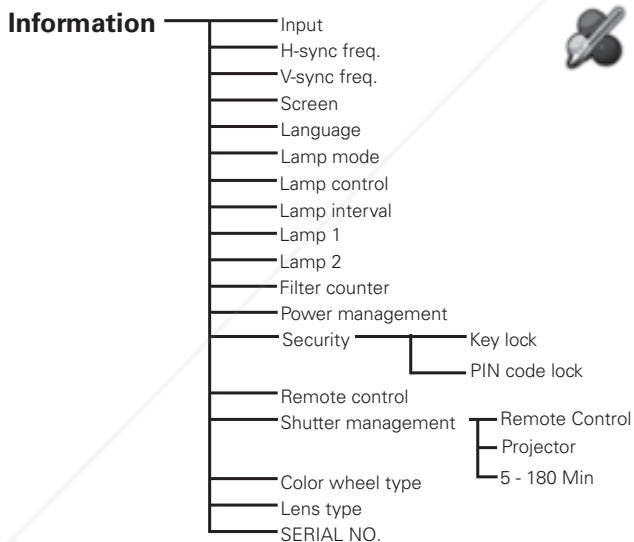 Information
Input
H-sync freq.
V-sync freq.
Screen
Language
Lamp mode
Lamp control
Lamp interval
Lamp 1
Lamp 2
Filter counter
Power management
Security
Key lock
PIN code lock
Remote control
Shutter management
Remote Control
Projector
5 - 180 Min
Color wheel type
Lens type
SERIAL NO.